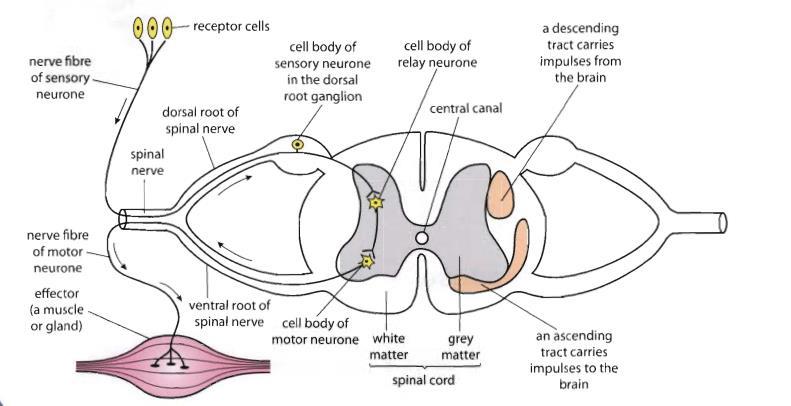 receptor cells
nerve fibre
of sensory
neurone
cell body of
sensory neurone
in the dorsal
root ganglion
cell body of
relay neurone
a descending
tract carries
impulses from
the brain
dorsal root of
spinal nerve
central canal
spinal
nerve
nerve fibre
of motor
neurone
effector
(a muscle
or gland)
ventral root of
spinal nerve
cell body of
motor neurone
white
matter
grey
matter
spinal cord
an ascending
tract carries
impulses to the
brain